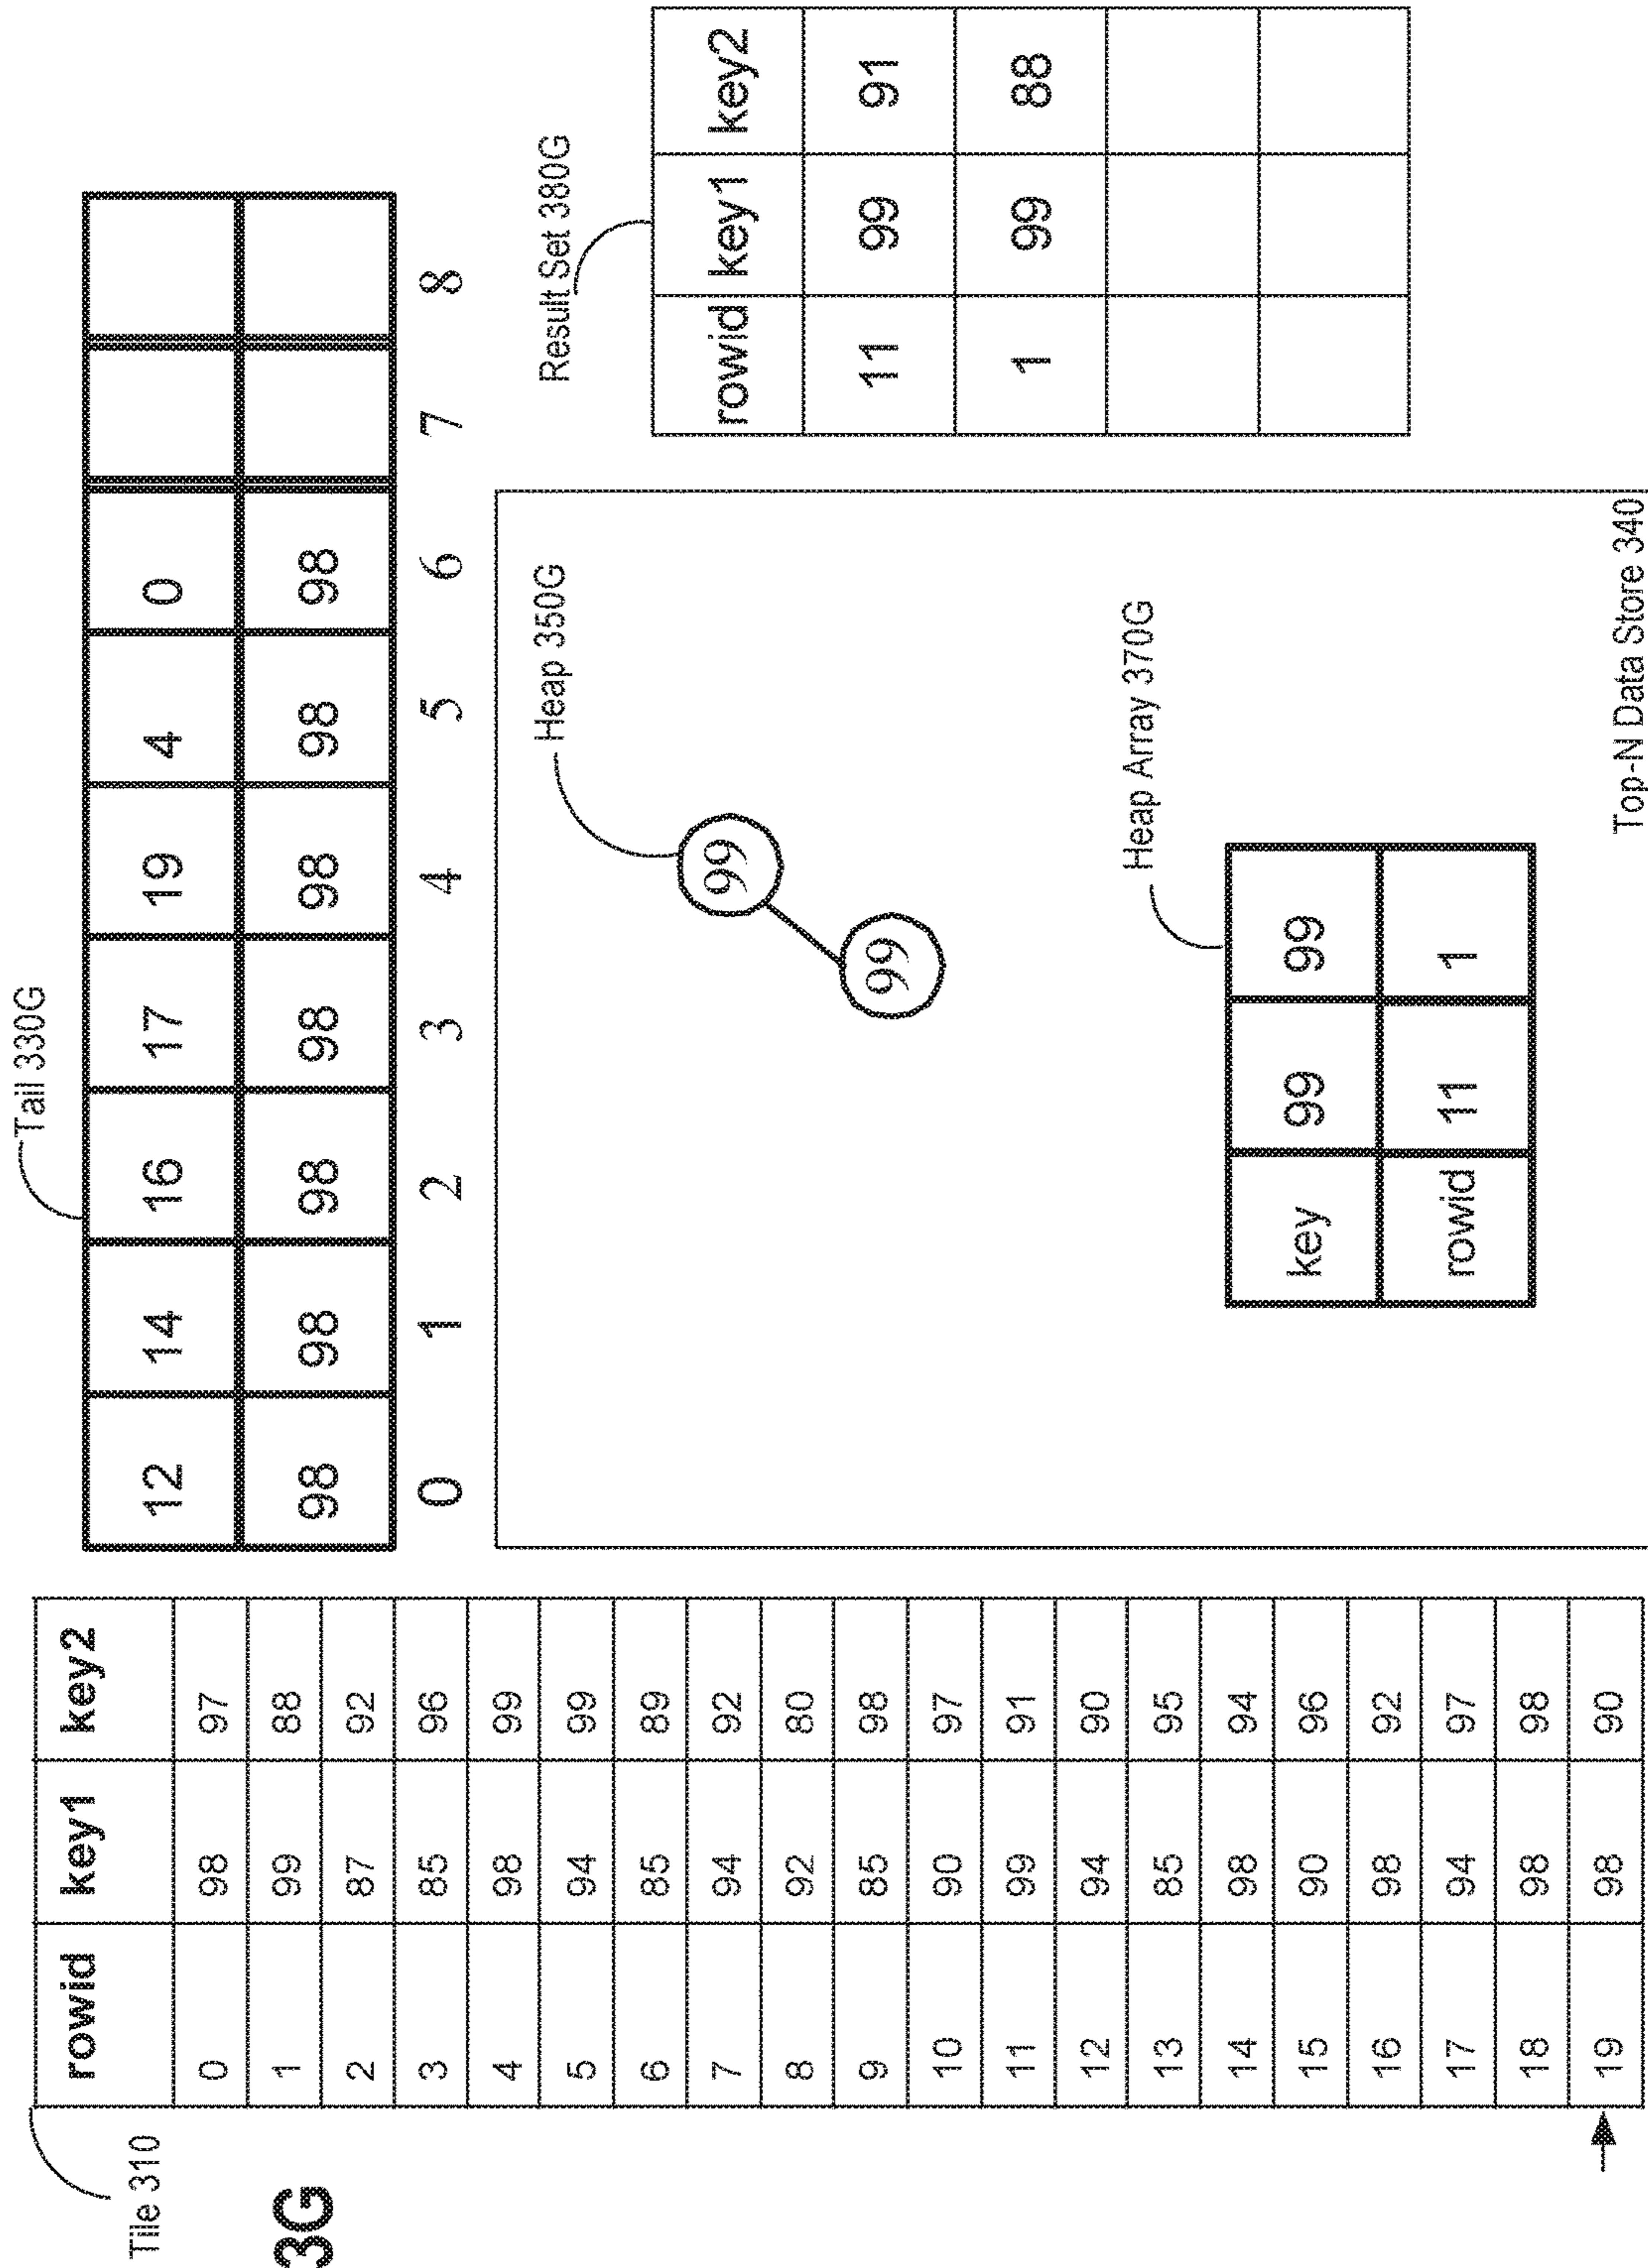 3G
Tile 310
rowid key1 key2
0 98 97
1 99 88
2 87 92
3 85 96
4 98 99
5 94 99
6 85 89
7 94 92
8 92 80
9 85 98
10 90 97
11 99 91
12 94 90
13 85 95
14 98 94
15 90 96
16 98 92
17 94 97
18 98 98
19 98 90
Tail 330G
12 14 16 17 19 4 0
98 98 98 98 98 98 98
0 1 2 3 4 5 6 7 8
Heap 350G
99
99
Heap Array 370G
key 99 99
rowid 11 1
Top-N Data Store 340
Result Set 380G
rowid key1 key2
11 99 91
1 99 88